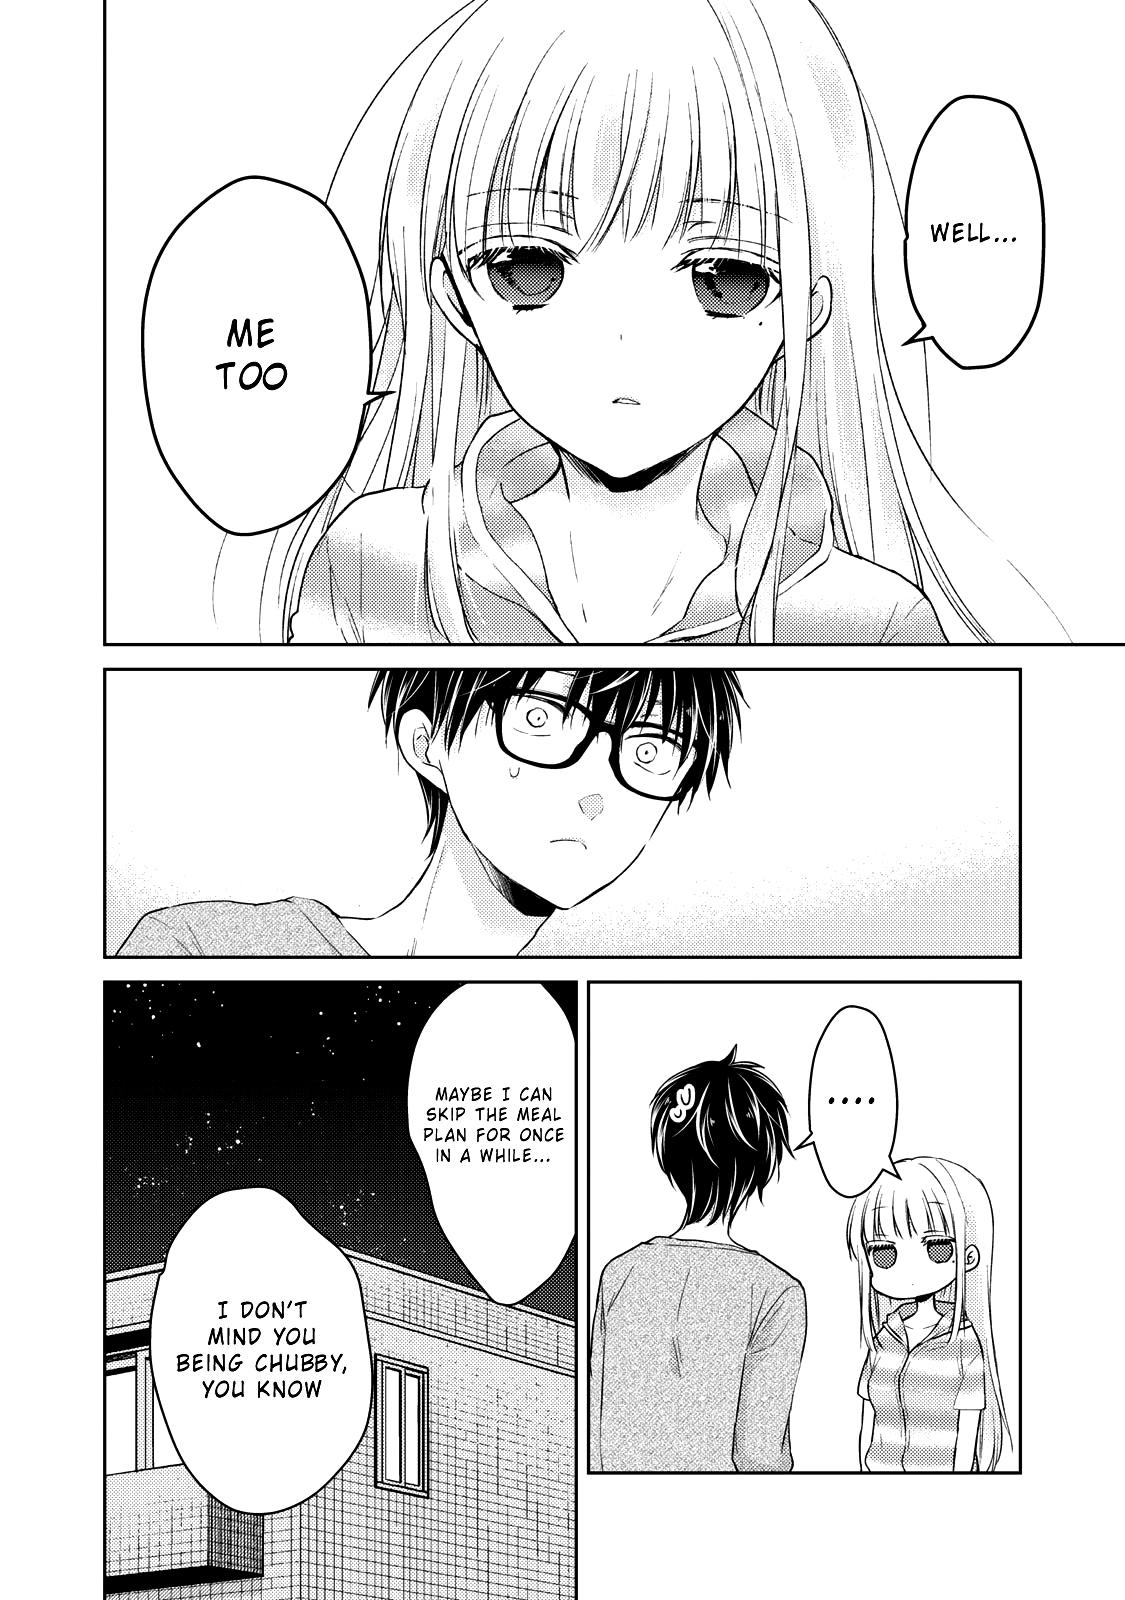 WELL...
ME
TOO
....
MAYBE I CAN
SKIP THE MEAL
PLAN FOR ONCE
IN A WHILE...
I DON'T
MIND YOU
BEING CHUBBY,
YOU KNOW